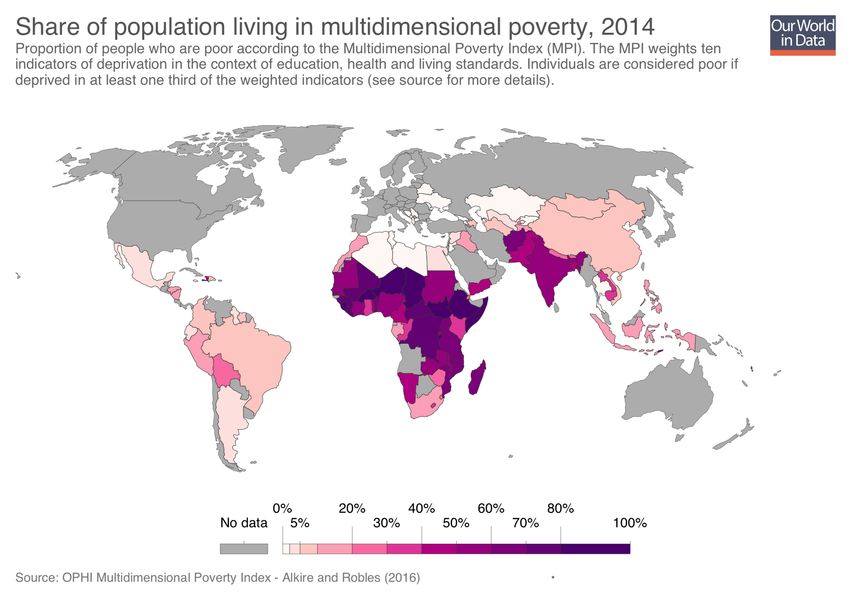 Share of population living in multidimensional poverty, 2014
Our World
in Data
Proportion of people who are poor according to the Multidimensional Poverty Index (MPI). The MPI weights ten
indicators of deprivation in the context of education, health and living standards. Individuals are considered poor if
deprived in at least one third of the weighted indicators (see source for more details).
0% 20% 40% 60% 80%
No data 5% 30% 50% 70% 100%
Source: OPHI Multidimensional Poverty Index - Alkire and Robles (2016)